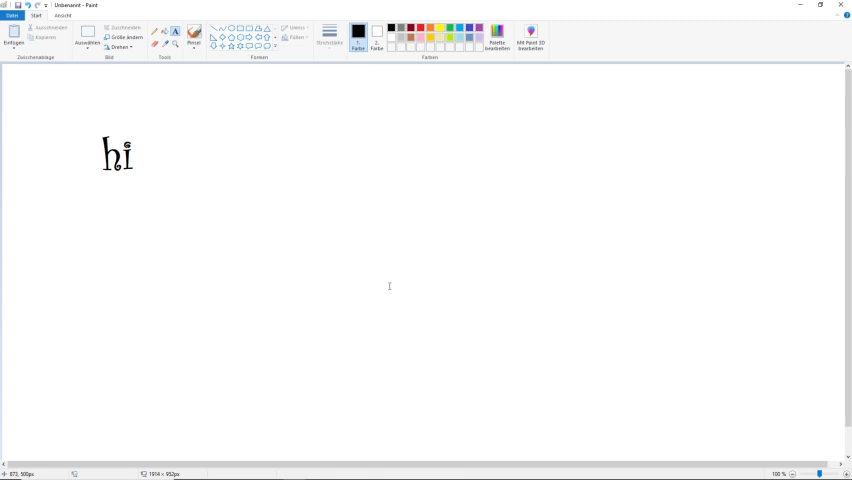 Unbenannt - Paint
Datei Start Ansicht
Einfügen
Ausschneiden
Kopieren
Zwischenablage
Auswählen
Zuschneiden
Größe ändern
Drehen
Bild
A
Tools
Pinsel
Umriss
Füllen
Formen
Strichstärke
1. Farbe
2. Farbe
Palette bearbeiten
Mit Paint 3D bearbeiten
Farben
hi
873, 500px
1914 × 952px
100 %